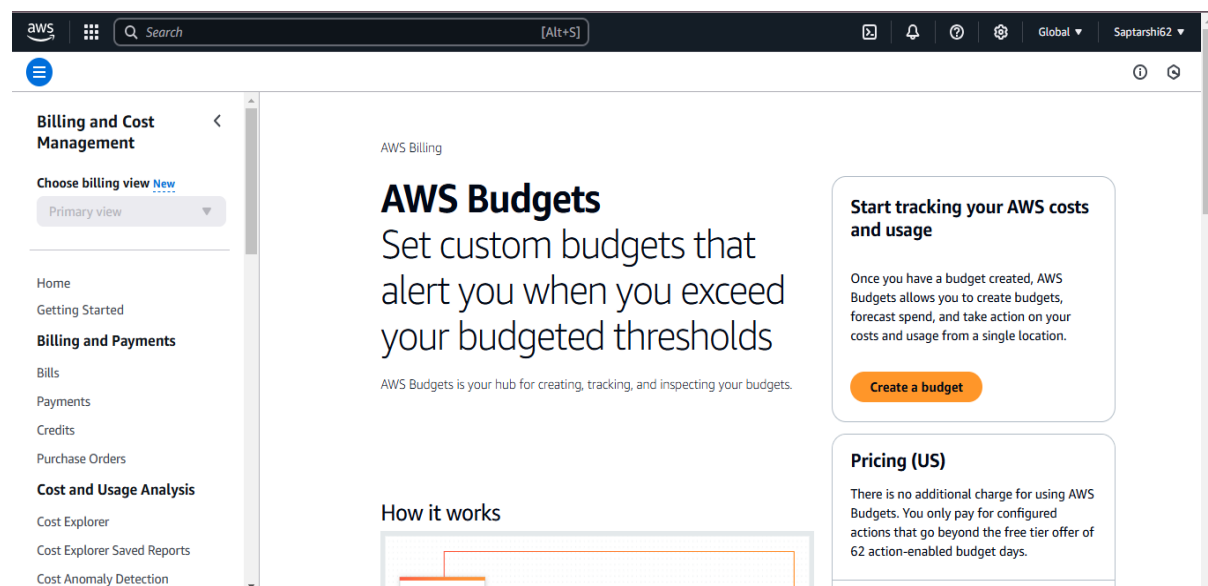 aws
Search
[Alt+S]
Global
Saptarshi62
Billing and Cost
Management
Choose billing view New
Primary view
Home
Getting Started
Billing and Payments
Bills
Payments
Credits
Purchase Orders
Cost and Usage Analysis
Cost Explorer
Cost Explorer Saved Reports
Cost Anomaly Detection
AWS Billing
AWS Budgets
Set custom budgets that
alert you when you exceed
your budgeted thresholds
AWS Budgets is your hub for creating, tracking, and inspecting your budgets.
How it works
Start tracking your AWS costs
and usage
Once you have a budget created, AWS
Budgets allows you to create budgets,
forecast spend, and take action on your
costs and usage from a single location.
Create a budget
Pricing (US)
There is no additional charge for using AWS
Budgets. You only pay for configured
actions that go beyond the free tier offer of
62 action-enabled budget days.